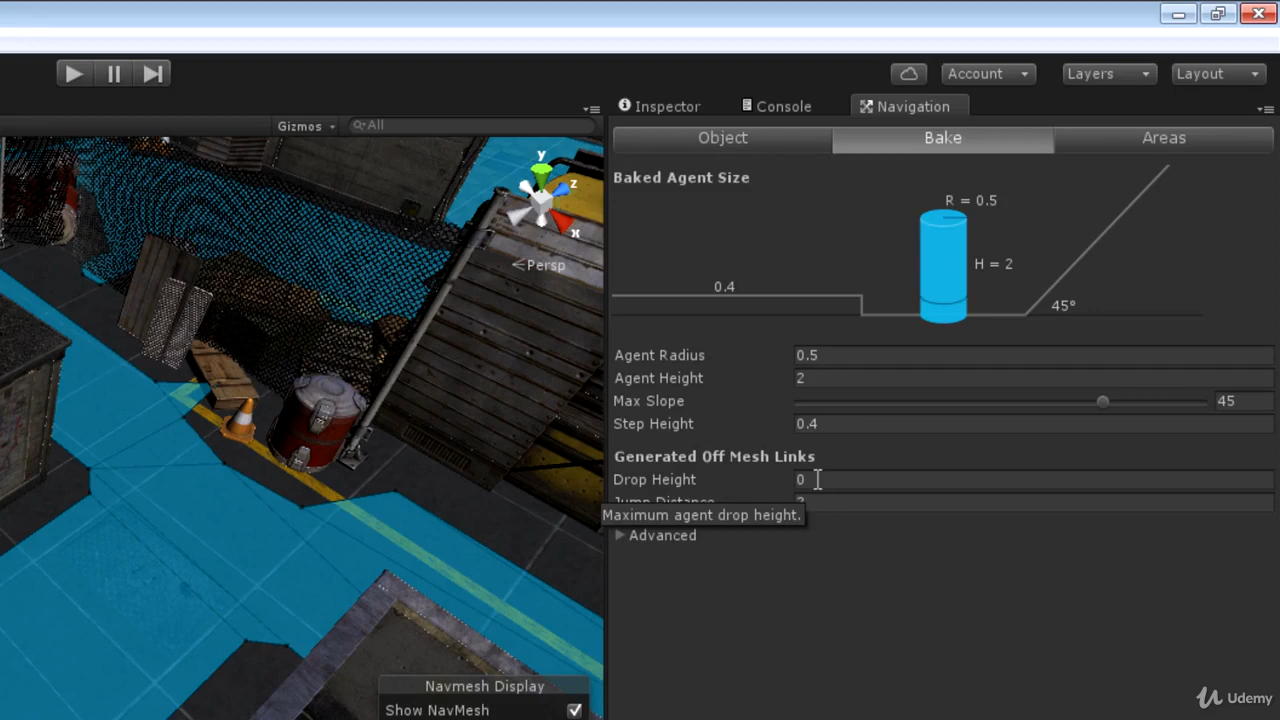 Account
Layers
Layout
Inspector
Console
Navigation
Gizmos
All
Object
Bake
Areas
y
z
x
Persp
Baked Agent Size
R = 0.5
H = 2
0.4
45°
Agent Radius 0.5
Agent Height 2
Max Slope 45
Step Height 0.4
Generated Off Mesh Links
Drop Height 0
Jump Distance
Maximum agent drop height.
Advanced
Navmesh Display
Show NavMesh
Udemy